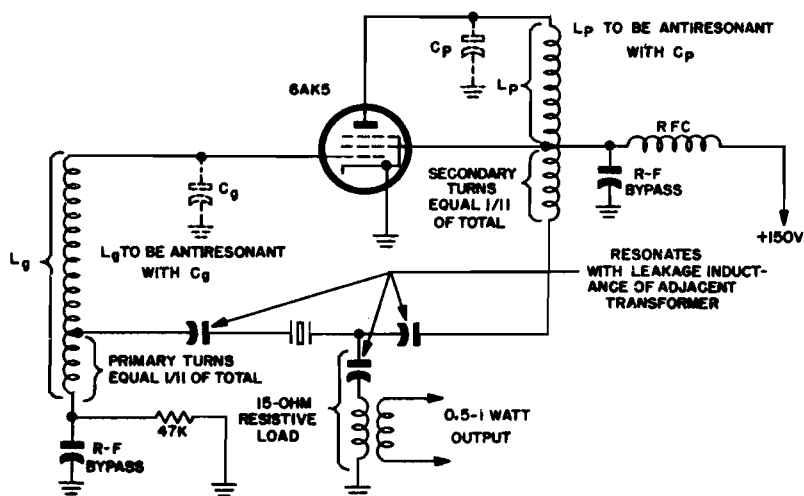 Lp TO BE ANTIRESONANT
WITH Cp
Cp
6AK5
Lp
RFC
SECONDARY
TURNS
EQUAL 1/11
OF TOTAL
R-F
BYPASS
+150V
Cg
Lg
Lg TO BE ANTIRESONANT
WITH Cg
RESONATES
WITH LEAKAGE INDUCT-
ANCE OF ADJACENT
TRANSFORMER
PRIMARY TURNS
EQUAL 1/11 OF TOTAL
15-OHM
RESISTIVE
LOAD
0.5-1 WATT
OUTPUT
47K
R-F
BYPASS